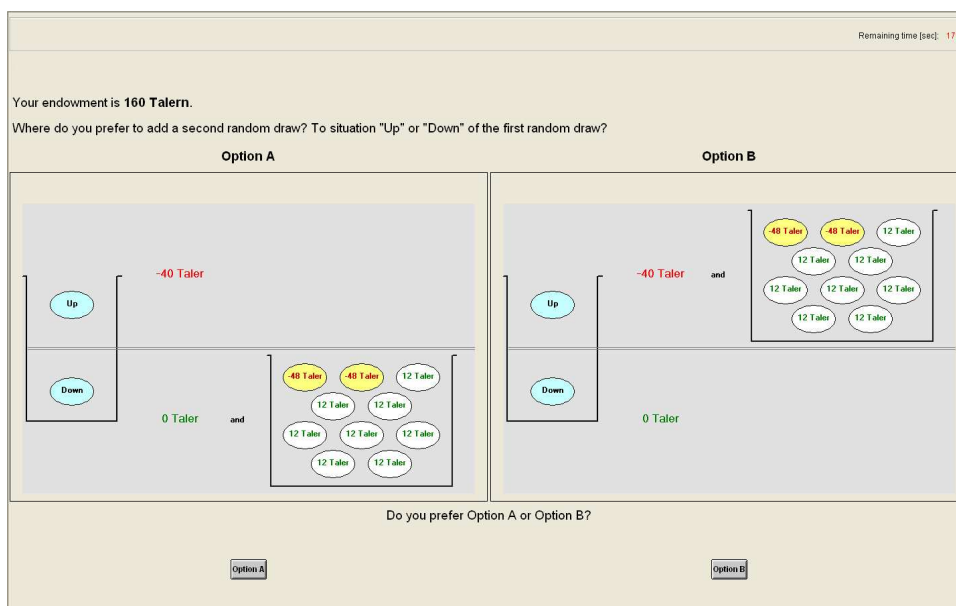 Remaining time [sec]: 17
Your endowment is 160 Talern.
Where do you prefer to add a second random draw? To situation "Up" or "Down" of the first random draw?
Option A
-40 Taler
Up
Down
0 Taler and
-48 Taler -48 Taler 12 Taler
12 Taler 12 Taler
12 Taler 12 Taler 12 Taler
12 Taler 12 Taler
Option B
-48 Taler -48 Taler 12 Taler
12 Taler 12 Taler
12 Taler 12 Taler 12 Taler
12 Taler 12 Taler
-40 Taler and
Up
Down
0 Taler
Do you prefer Option A or Option B?
Option A
Option B